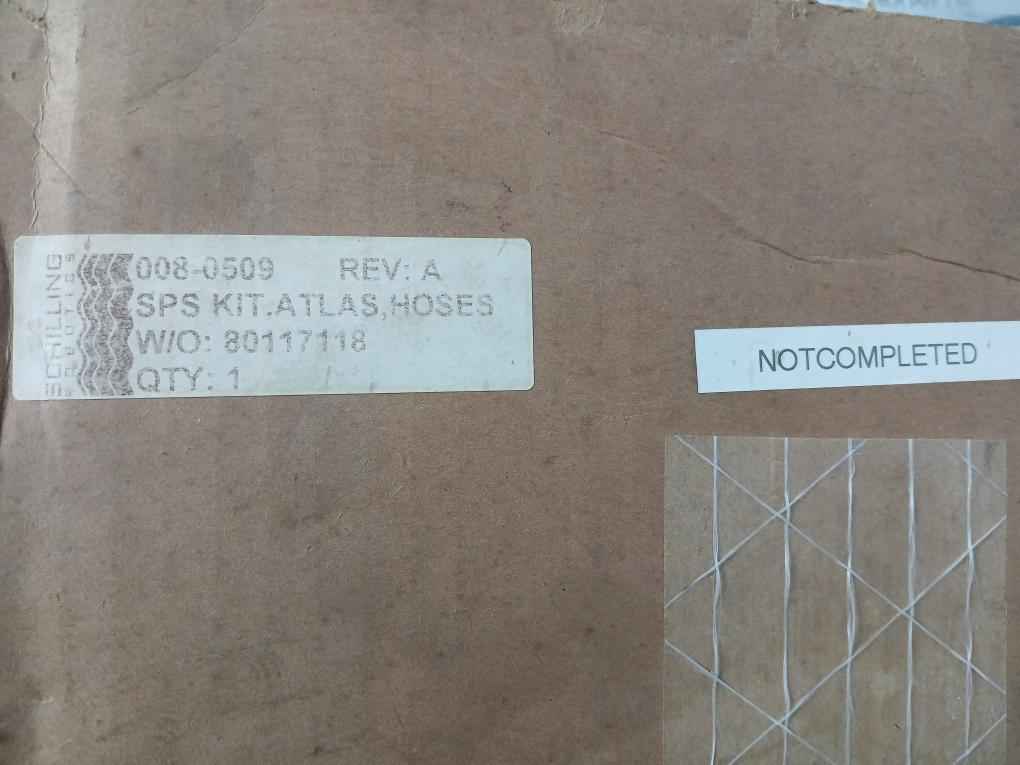 SCHILLING
ROBOTICS
008-0509 REV: A
SPS KIT.ATLAS,HOSES
W/O: 80117118
QTY: 1
NOTCOMPLETED